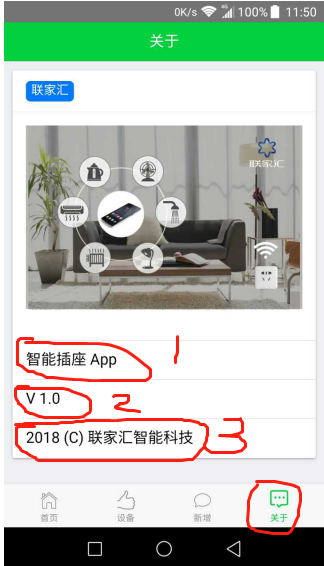 0K/s 4G 100% 11:50
关于
联家汇
联家汇
智能插座 App 1
V 1.0 2
2018 (C) 联家汇智能科技 3
首页 设备 新增 关于